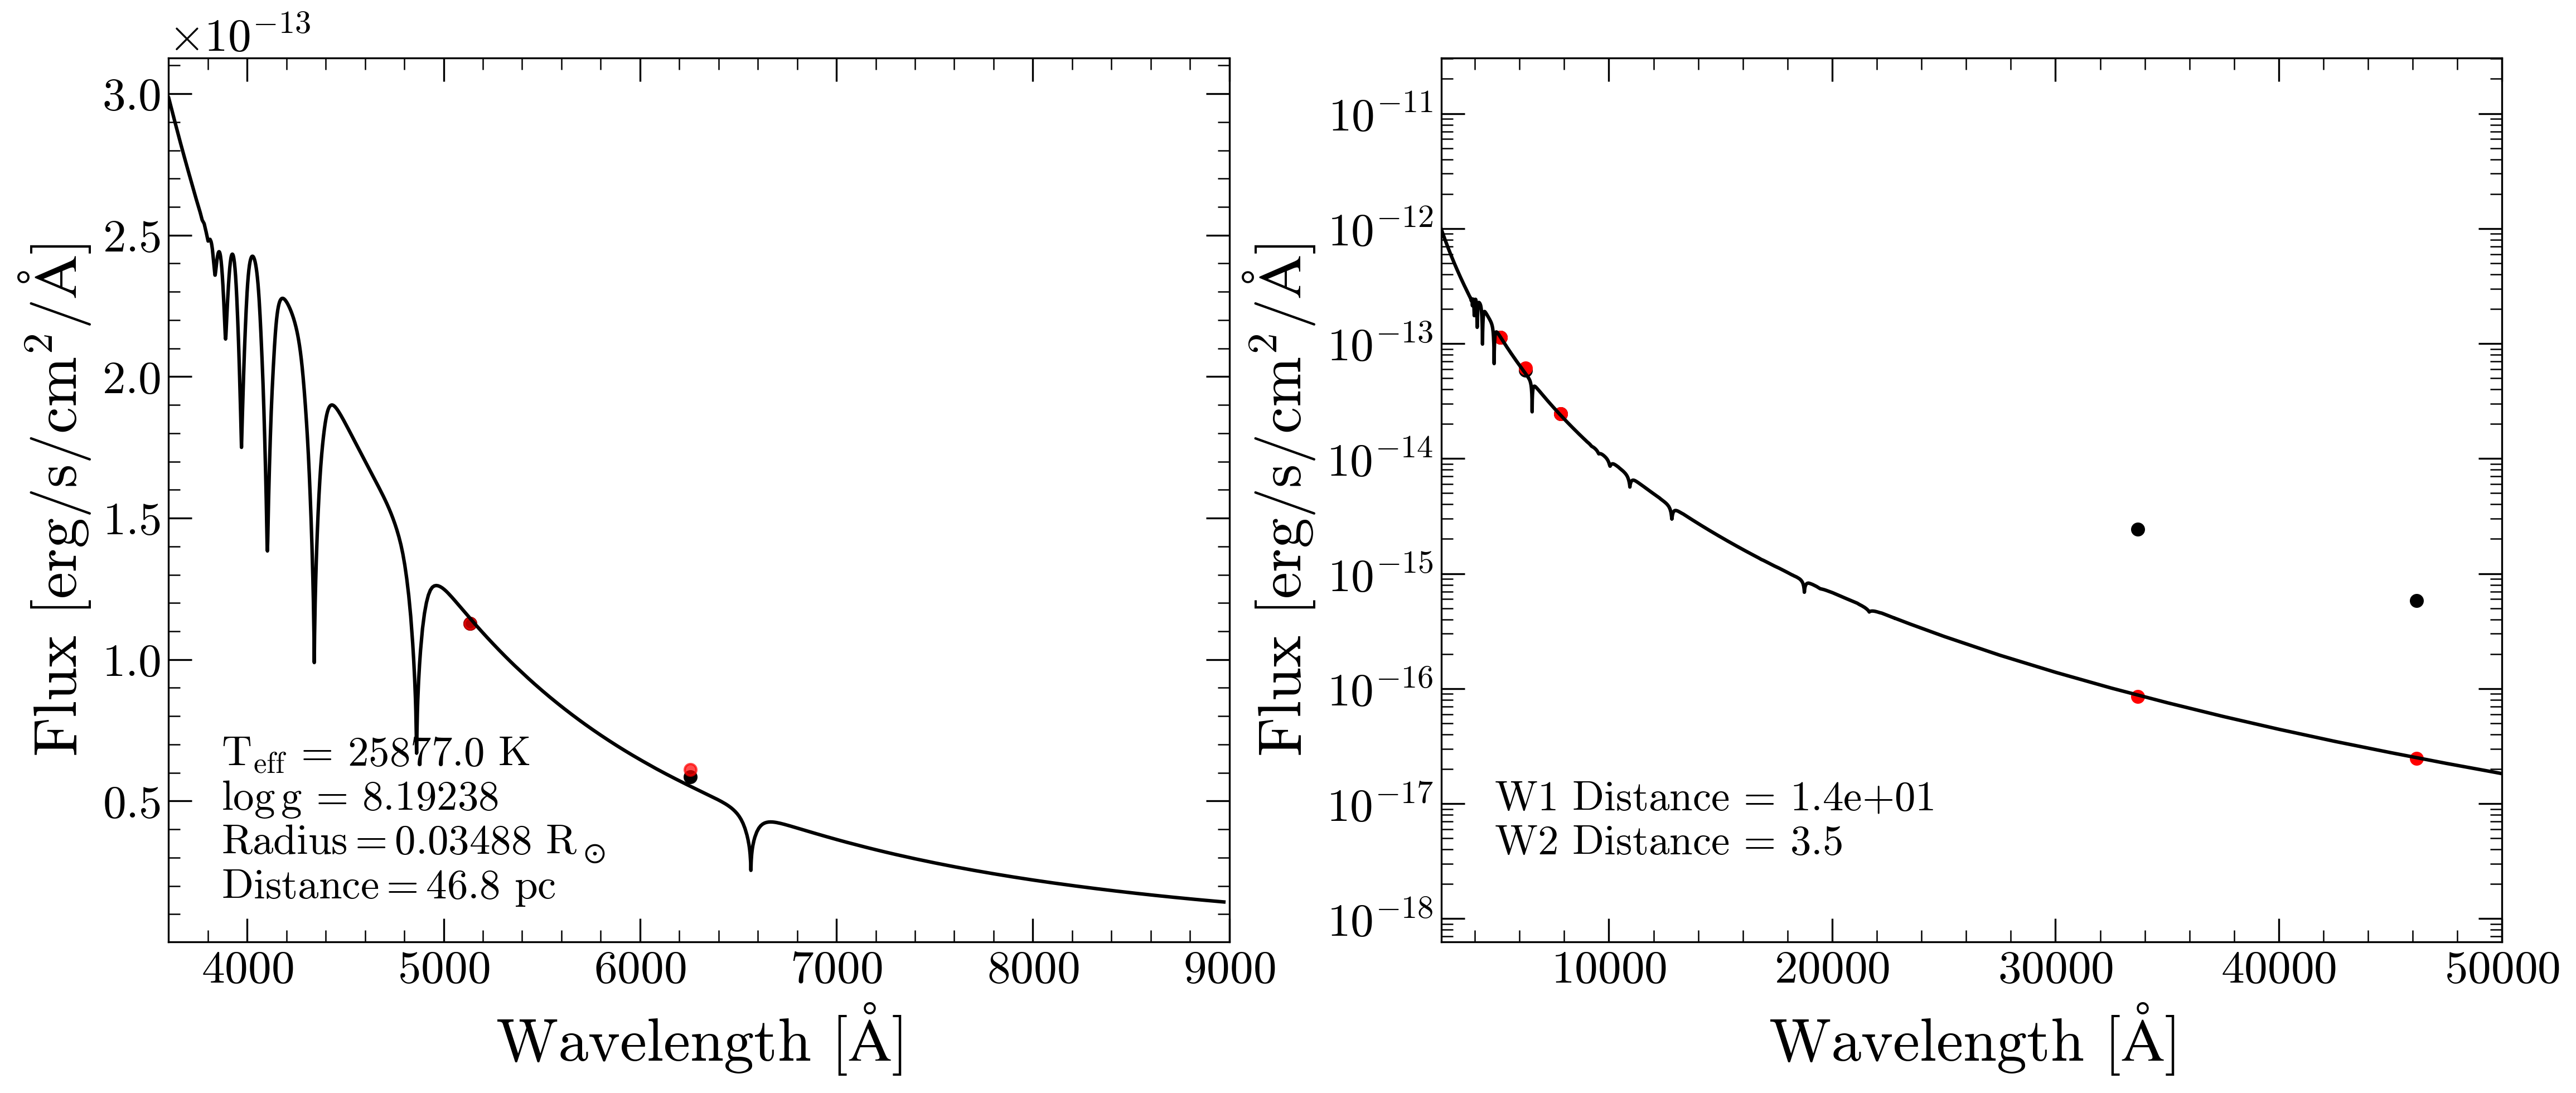 ×10⁻¹³
3.0
2.5
2.0
1.5
1.0
0.5
Flux [erg/s/cm²/Å]
T_eff = 25877.0 K
log g = 8.19238
Radius = 0.03488 R_⊙
Distance = 46.8 pc
4000 5000 6000 7000 8000 9000
Wavelength [Å]
10⁻¹¹
10⁻¹²
10⁻¹³
10⁻¹⁴
10⁻¹⁵
10⁻¹⁶
10⁻¹⁷
10⁻¹⁸
Flux [erg/s/cm²/Å]
W1 Distance = 1.4e+01
W2 Distance = 3.5
10000 20000 30000 40000 50000
Wavelength [Å]